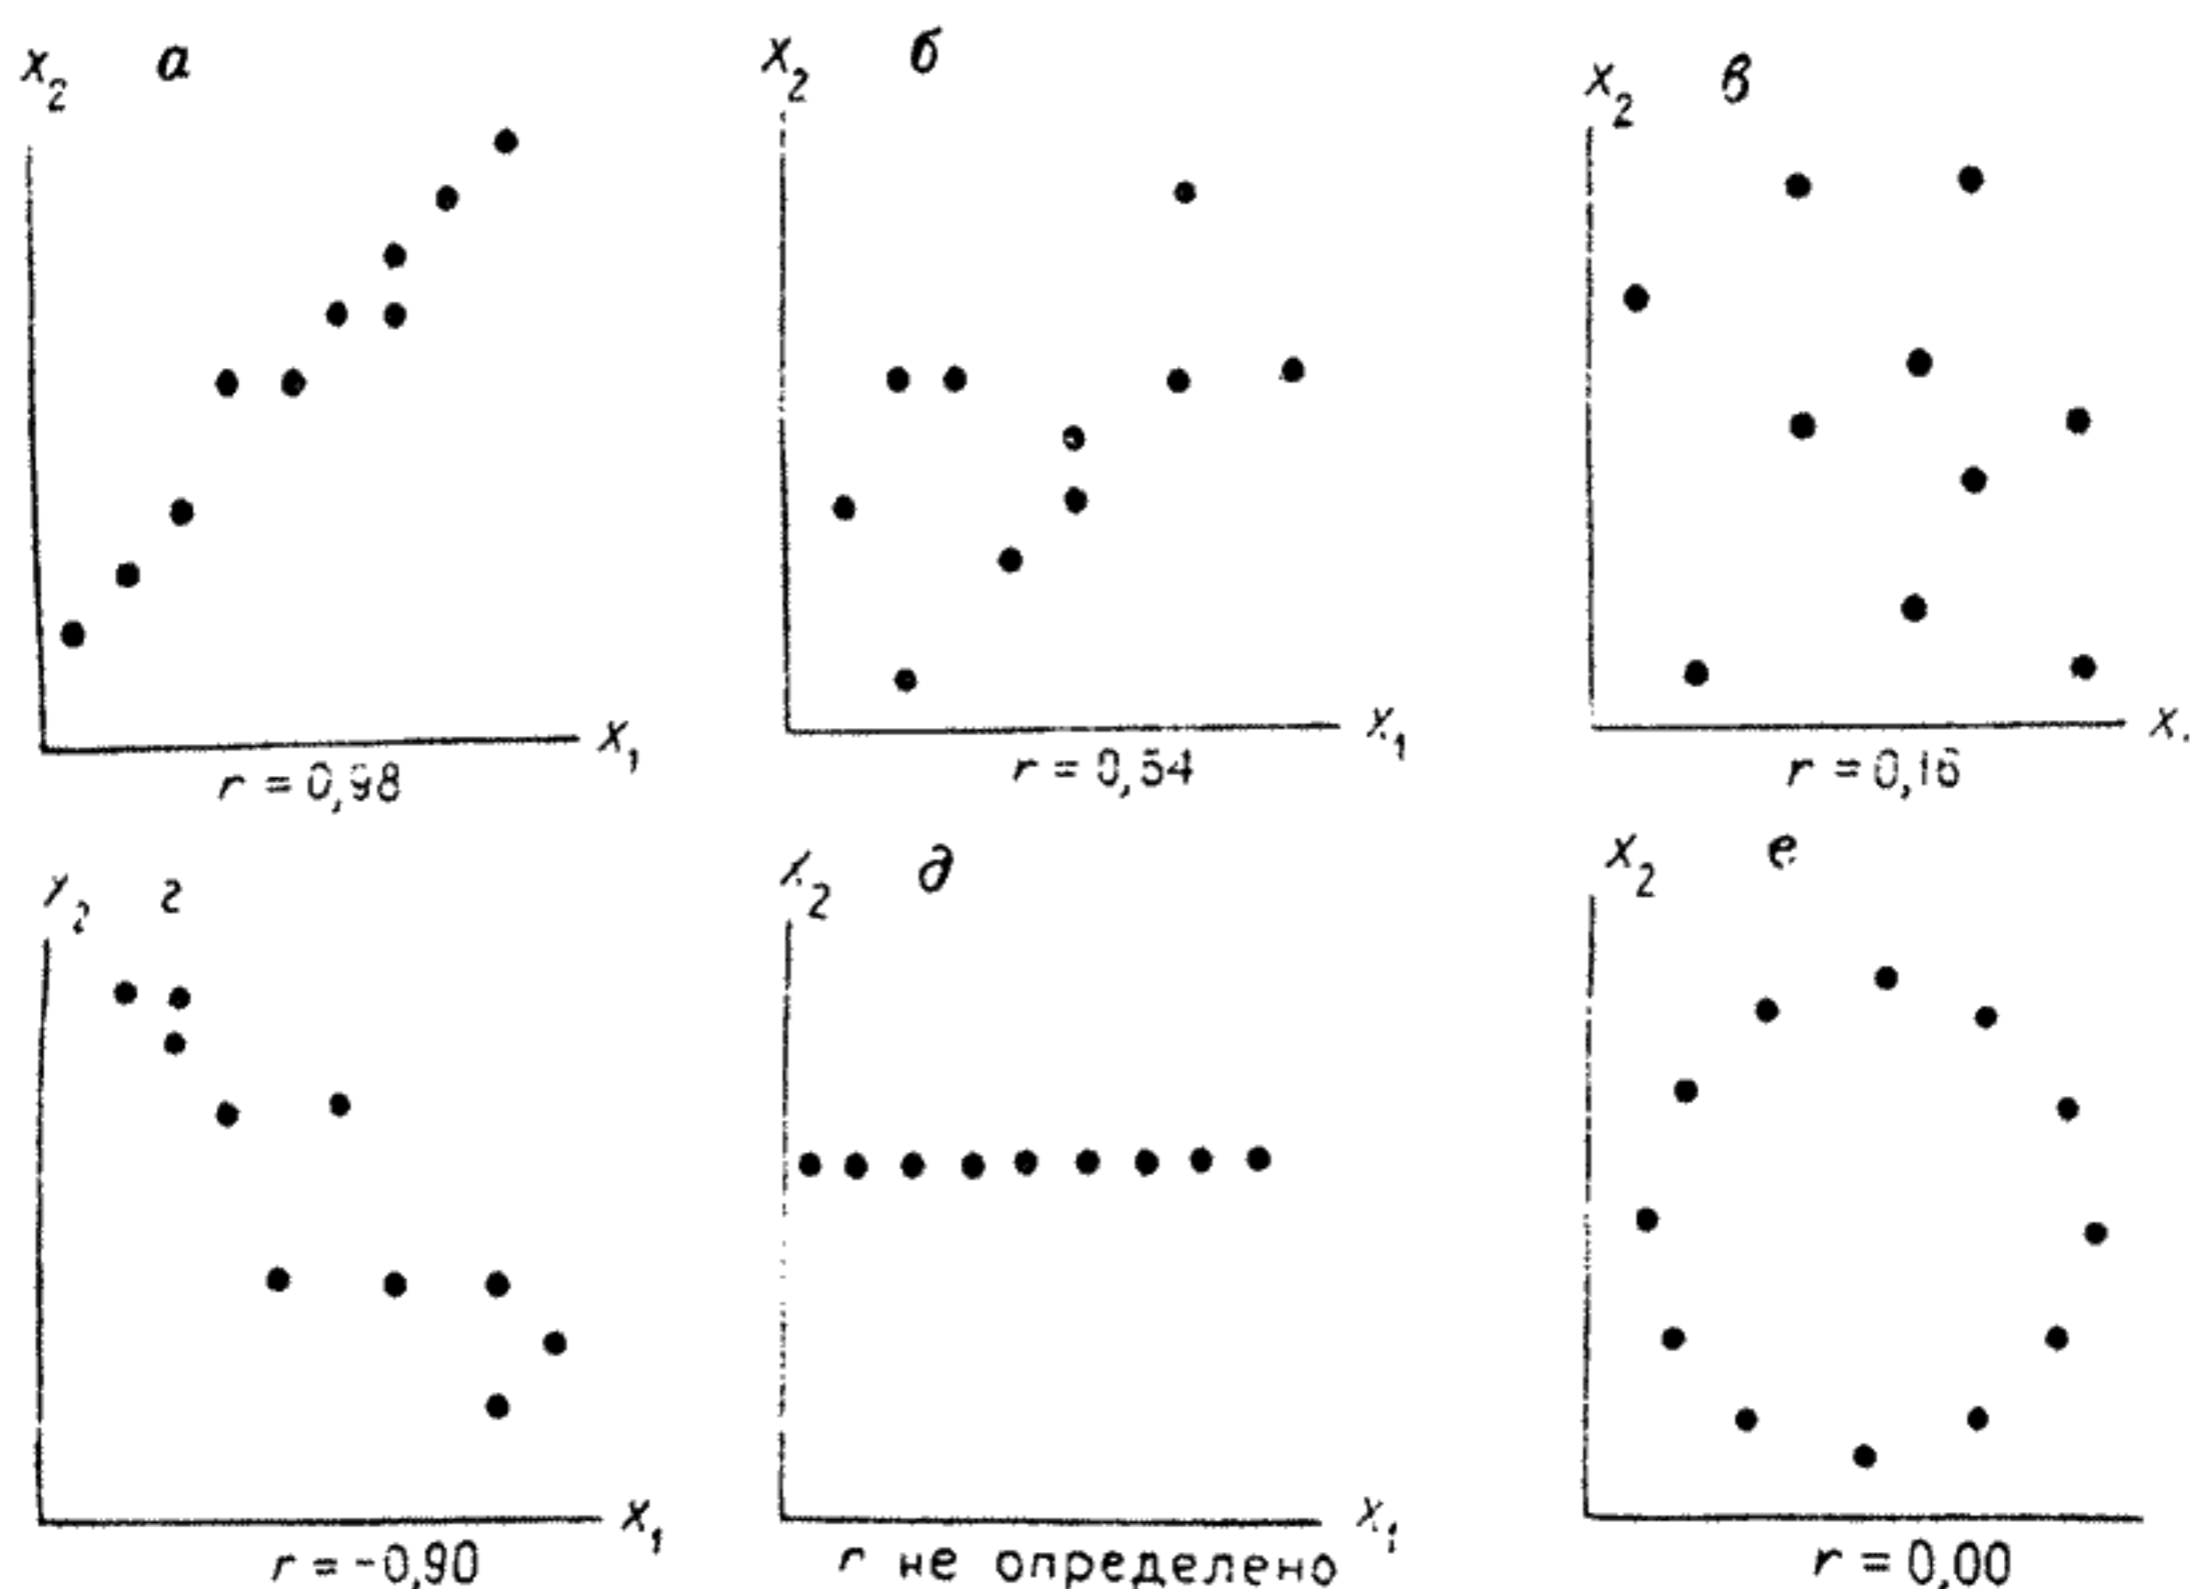 X₂ а
X₂ б
X₂ в
X₁
r = 0,98
X₁
r = 0,54
X
r = 0,16
X₂ г
X₂ д
X₂ е
X₁
r = -0,90
X₁
r не определено
r = 0,00